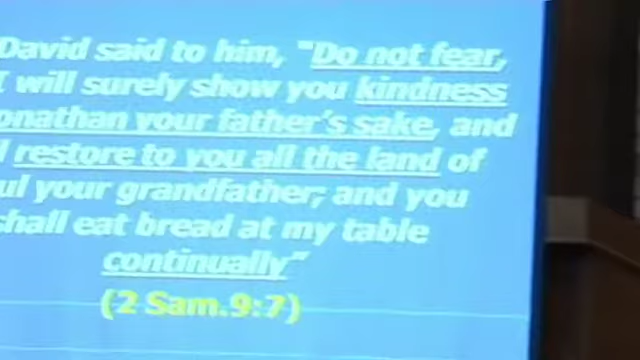 David said to him, "Do not fear,
I will surely show you kindness
onathan your father's sake, and
l restore to you all the land of
ul your grandfather; and you
shall eat bread at my table
continually"
(2 Sam.9:7)